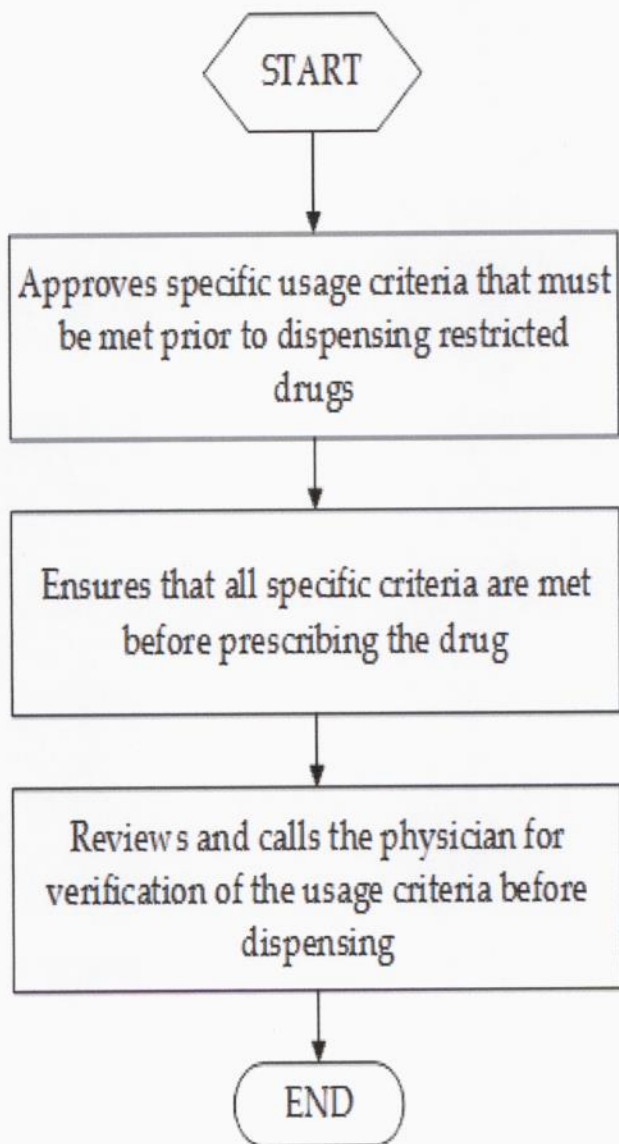 START
Approves specific usage criteria that must
be met prior to dispensing restricted
drugs
Ensures that all specific criteria are met
before prescribing the drug
Reviews and calls the physician for
verification of the usage criteria before
dispensing
END